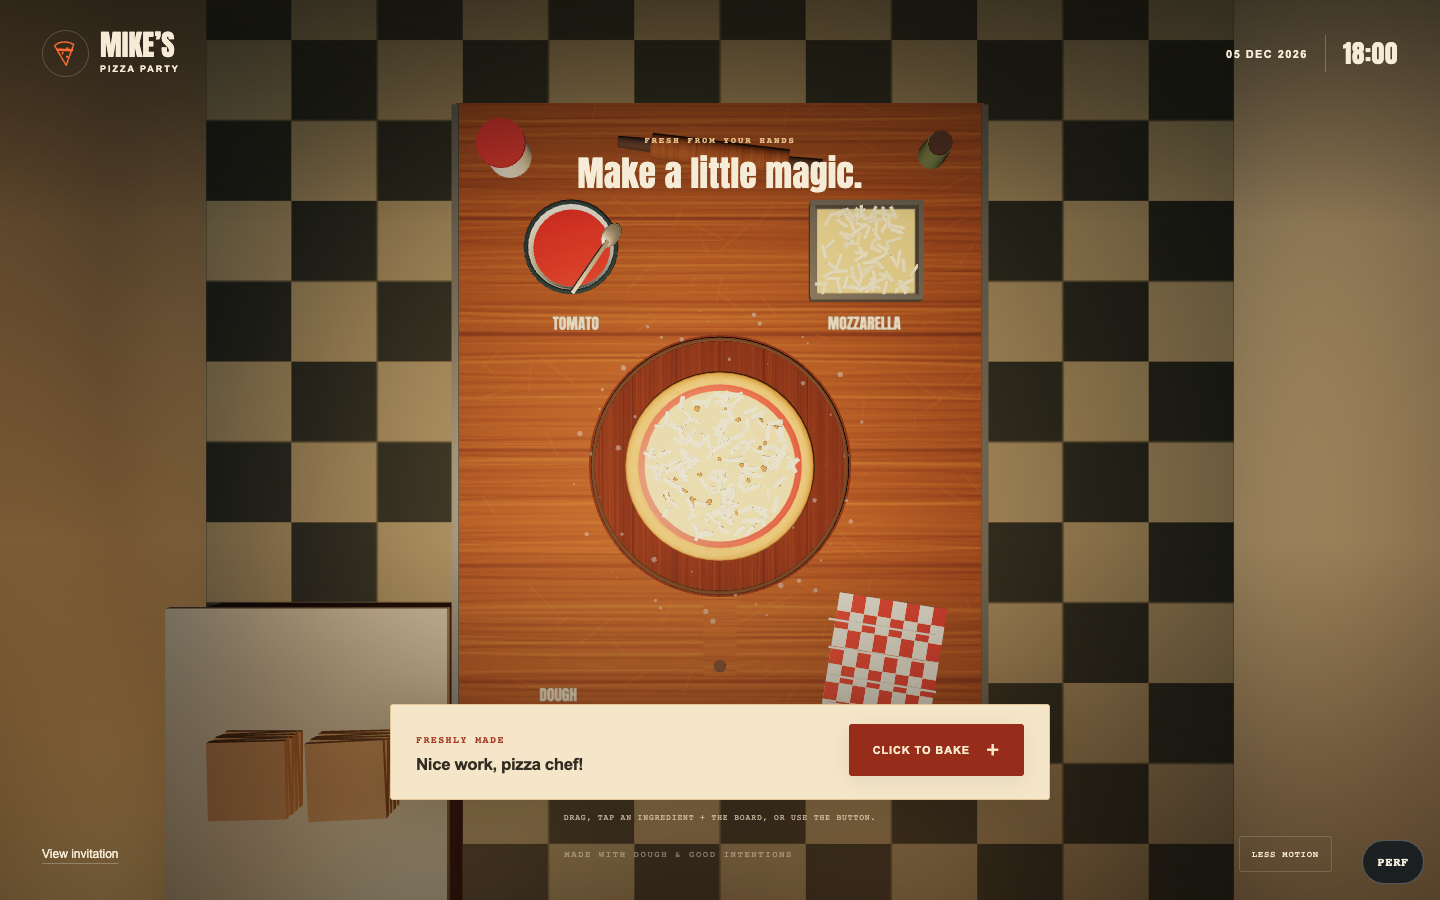 MIKE'S
PIZZA PARTY
05 DEC 2026
18:00
FRESH FROM YOUR HANDS
Make a little magic.
TOMATO
MOZZARELLA
DOUGH
FRESHLY MADE
Nice work, pizza chef!
CLICK TO BAKE +
DRAG, TAP AN INGREDIENT + THE BOARD, OR USE THE BUTTON.
MADE WITH DOUGH & GOOD INTENTIONS
View invitation
LESS MOTION
PERF